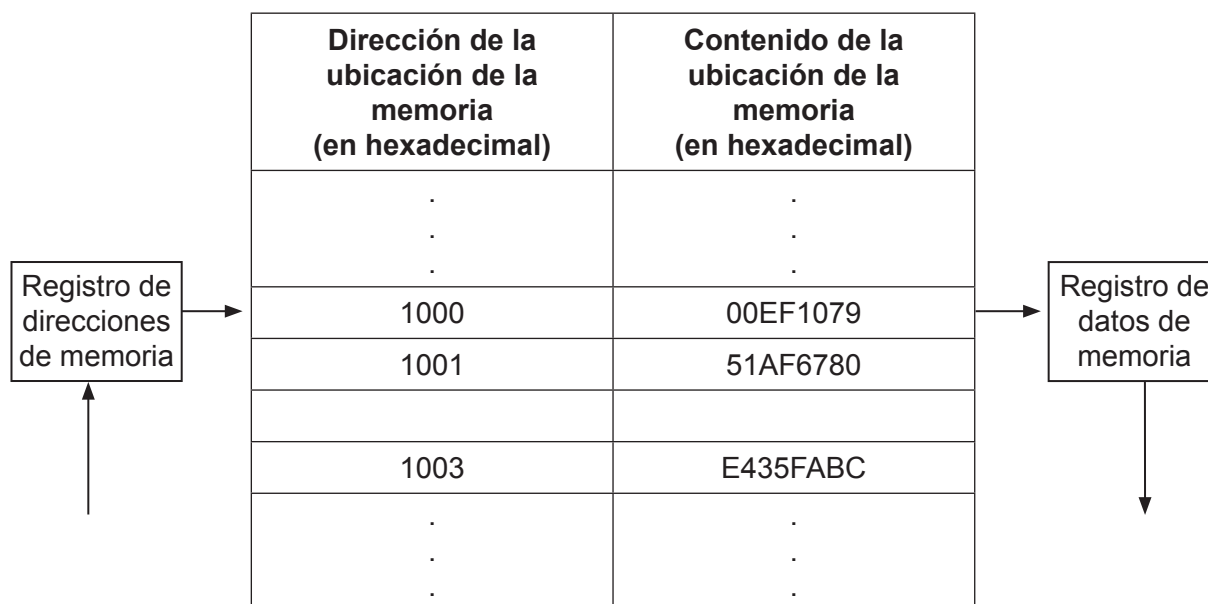 Dirección de la
ubicación de la
memoria
(en hexadecimal)
Contenido de la
ubicación de la
memoria
(en hexadecimal)
.
.
.
.
.
.
Registro de
direcciones
de memoria
1000
00EF1079
1001
51AF6780
1003
E435FABC
Registro de
datos de
memoria
.
.
.
.
.
.